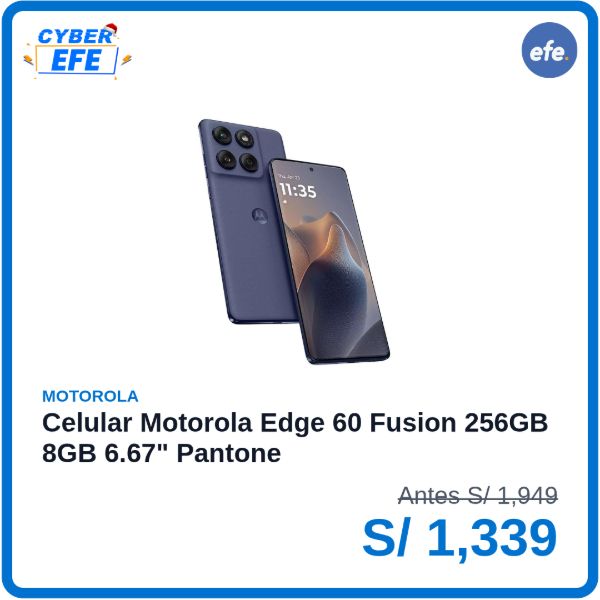 CYBER
EFE
efe.
11:35
MOTOROLA
Celular Motorola Edge 60 Fusion 256GB
8GB 6.67" Pantone
Antes S/ 1,949
S/ 1,339